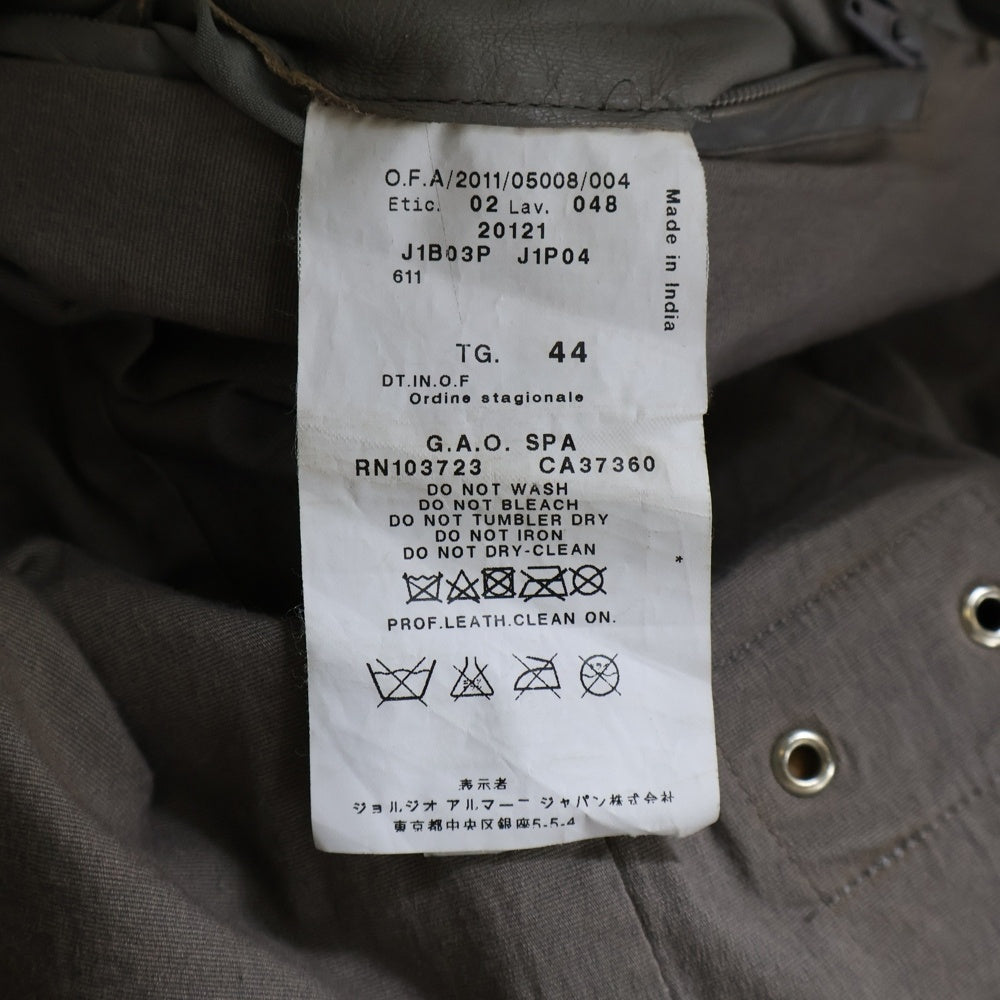 O.F.A/2011/05008/004
Etic. 02 Lav. 048
20121
J1B03P J1P04
611
Made in India
TG. 44
DT.IN.O.F
Ordine stagionale
G.A.O. SPA
RN103723 CA37360
DO NOT WASH
DO NOT BLEACH
DO NOT TUMBLER DRY
DO NOT IRON
DO NOT DRY-CLEAN
*
PROF.LEATH.CLEAN ON.
表示者
ジョルジオ アルマーニ ジャパン株式会社
東京都中央区銀座5-5-4